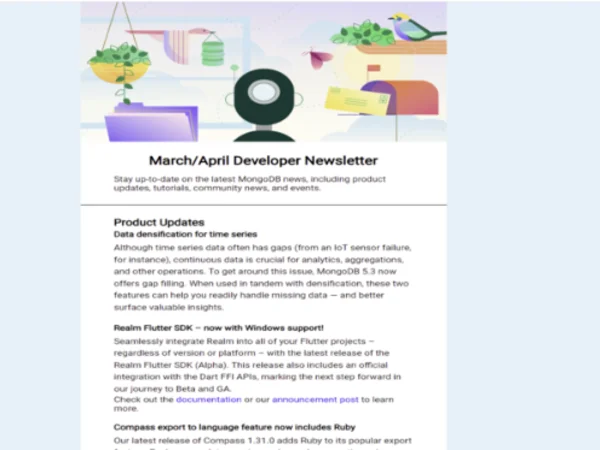 March/April Developer Newsletter
Stay up-to-date on the latest MongoDB news, including product
updates, tutorials, community news, and events.
Product Updates
Data densification for time series
Although time series data often has gaps (from an IoT sensor failure,
for instance), continuous data is crucial for analytics, aggregations,
and other operations. To get around this issue, MongoDB 5.3 now
offers gap filling. When used in tandem with densification, these two
features can help you readily handle missing data — and better
surface valuable insights.
Realm Flutter SDK – now with Windows support!
Seamlessly integrate Realm into all of your Flutter projects –
regardless of version or platform – with the latest release of the
Realm Flutter SDK (Alpha). This release also includes an official
integration with the Dart FFI APIs, marking the next step forward in
our journey to Beta and GA.
Check out the documentation or our announcement post to learn
more.
Compass export to language feature now includes Ruby
Our latest release of Compass 1.31.0 adds Ruby to its popular export